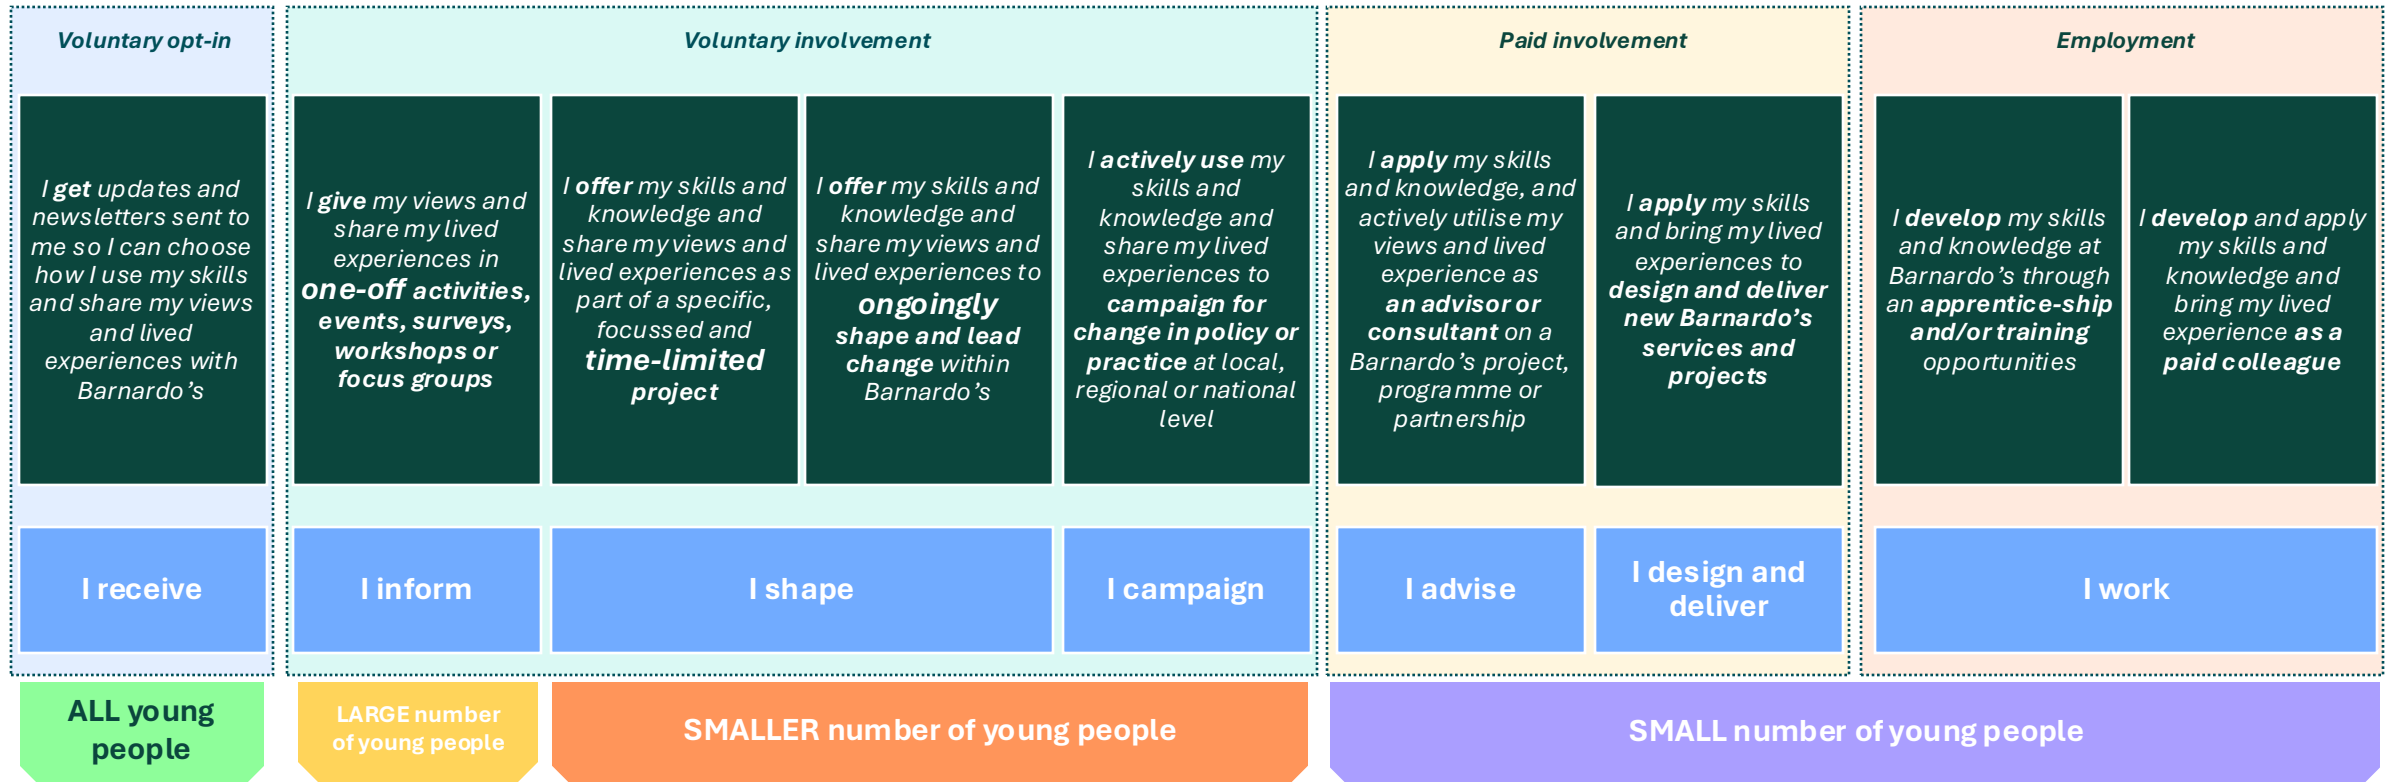 Voluntary opt-in
Voluntary involvement
Paid involvement
Employment
I get updates and
newsletters sent to
me so I can choose
how I use my skills
and share my views
and lived
experiences with
Barnardo’s
I give my views and
share my lived
experiences in
one-off activities,
events, surveys,
workshops or
focus groups
I offer my skills and
knowledge and
share my views and
lived experiences as
part of a specific,
focussed and
time-limited
project
I offer my skills and
knowledge and
share my views and
lived experiences to
ongoingly
shape and lead
change within
Barnardo’s
I actively use my
skills and
knowledge and
share my lived
experiences to
campaign for
change in policy or
practice at local,
regional or national
level
I apply my skills
and knowledge, and
actively utilise my
views and lived
experience as
an advisor or
consultant on a
Barnardo’s project,
programme or
partnership
I apply my skills
and bring my lived
experiences to
design and deliver
new Barnardo’s
services and
projects
I develop my skills
and knowledge at
Barnardo’s through
an apprentice-ship
and/or training
opportunities
I develop and apply
my skills and
knowledge and
bring my lived
experience as a
paid colleague
I receive
I inform
I shape
I campaign
I advise
I design and
deliver
I work
ALL young
people
LARGE number
of young people
SMALLER number of young people
SMALL number of young people